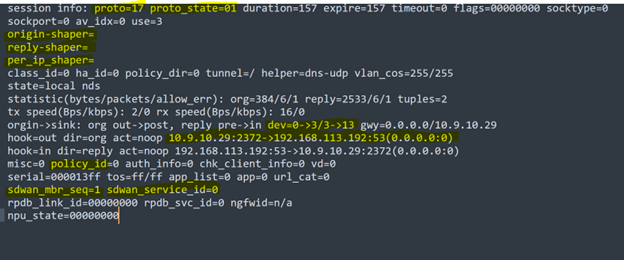 session info: proto=17 proto_state=01 duration=157 expire=157 timeout=0 flags=00000000 socktype=0
sockport=0 av_idx=0 use=3
origin-shaper=
reply-shaper=
per_ip_shaper=
class_id=0 ha_id=0 policy_dir=0 tunnel=/ helper=dns-udp vlan_cos=255/255
state=local nds
statistic(bytes/packets/allow_err): org=384/6/1 reply=2533/6/1 tuples=2
tx speed(Bps/kbps): 2/0 rx speed(Bps/kbps): 16/0
orgin->sink: org out->post, reply pre->in dev=0->3/3->13 gwy=0.0.0.0/10.9.10.29
hook=out dir=org act=noop 10.9.10.29:2372->192.168.113.192:53(0.0.0.0:0)
hook=in dir=reply act=noop 192.168.113.192:53->10.9.10.29:2372(0.0.0.0:0)
misc=0 policy_id=0 auth_info=0 chk_client_info=0 vd=0
serial=000013ff tos=ff/ff app_list=0 app=0 url_cat=0
sdwan_mbr_seq=1 sdwan_service_id=0
rpdb_link_id=00000000 rpdb_svc_id=0 ngfwid=n/a
npu_state=00000000